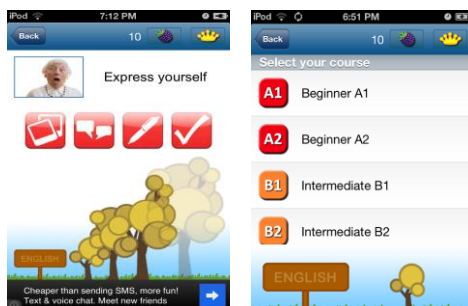 iPod 7:12 PM
Back 10
Express yourself
ENGLISH
Cheaper than sending SMS, more fun!
Text & voice chat. Meet new friends
iPod 6:51 PM
Back 10
Select your course
A1 Beginner A1
A2 Beginner A2
B1 Intermediate B1
B2 Intermediate B2
ENGLISH